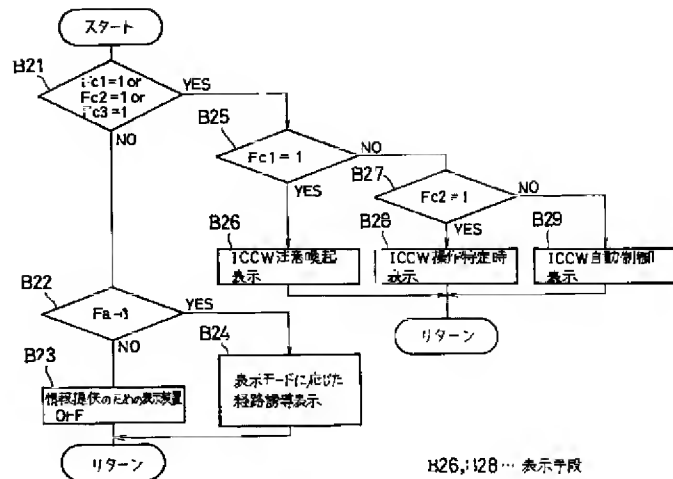 スタート
B21
Fc1=1 or
Fc2=1 or
Fc3=1
YES
NO
B25
Fc1=1
NO
YES
B27
Fc2=1
NO
YES
B26
ICCW注意喚起
表示
B28
ICCW操作特定時
表示
B29
ICCW自動制御
表示
リターン
B22
YES
NO
B23
情報提供のための表示装置
OFF
B24
表示モードに応じた
経路誘導表示
リターン
B26,B28… 表示手段